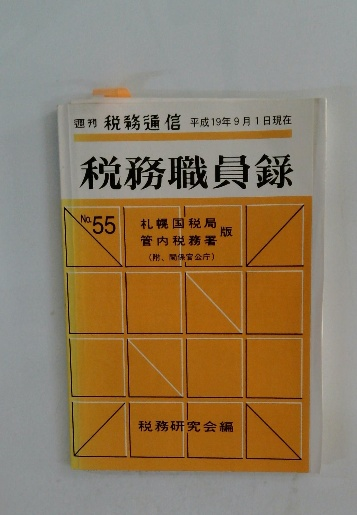 週刊 税務通信 平成19年9月1日現在
税務職員録
No.55
札幌国税局
管内税務署 版
(附、関係官公庁)
税務研究会編